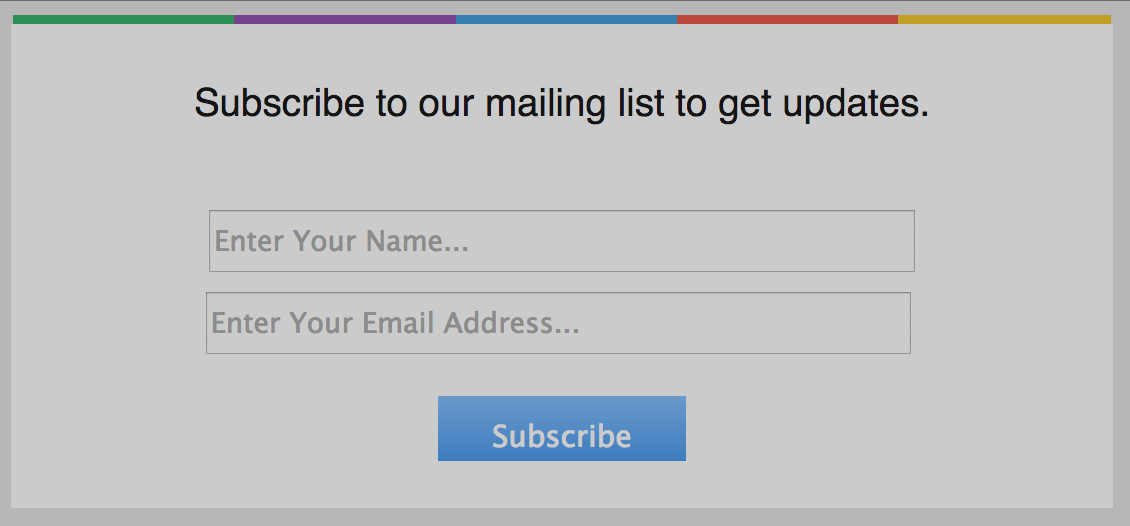 Subscribe to our mailing list to get updates.
Enter Your Name...
Enter Your Email Address...
Subscribe